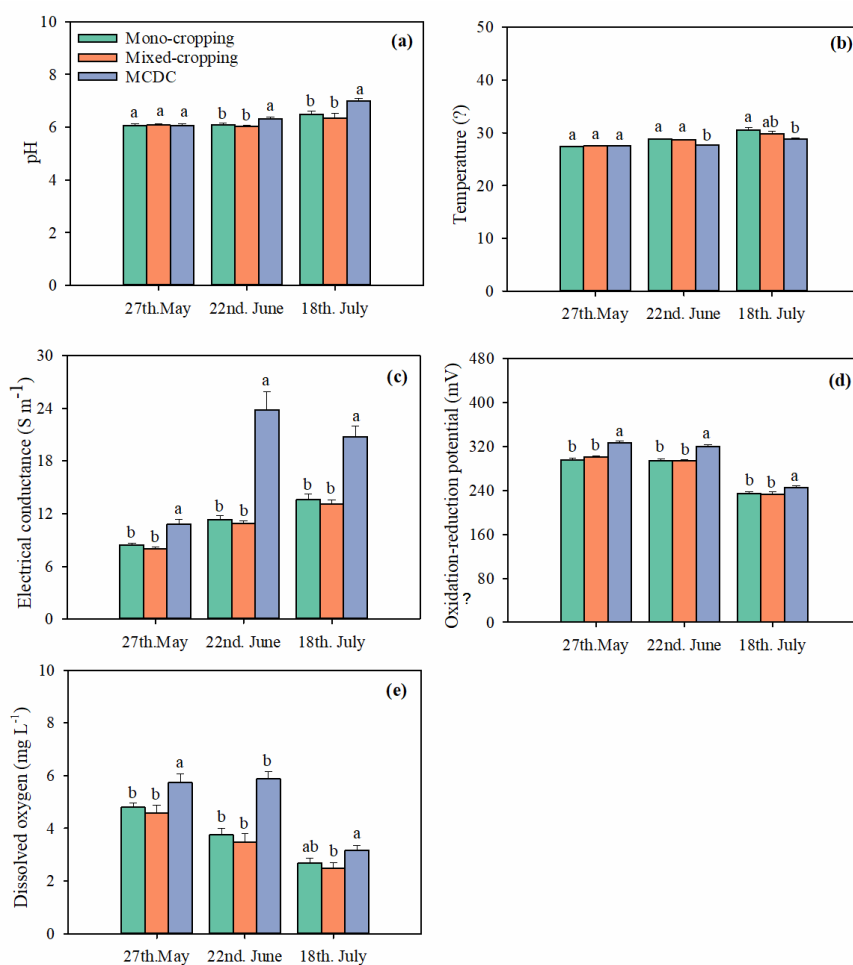 (a)
Mono-cropping
Mixed-cropping
MCDC
pH
10
8
6
4
2
0
a a a b b a b b a
27th.May 22nd. June 18th. July
(b)
Temperature (?)
50
40
30
20
10
0
a a a a a b a ab b
27th.May 22nd. June 18th. July
(c)
Electrical conductance (S m⁻¹)
30
24
18
12
6
0
b b a b b a b b a
27th.May 22nd. June 18th. July
(d)
Oxidation-reduction potential (mV)
?
480
400
320
240
160
80
0
b b a b b a b b a
27th.May 22nd. June 18th. July
(e)
Dissolved oxygen (mg L⁻¹)
10
8
6
4
2
0
b b a b b b ab b a
27th.May 22nd. June 18th. July